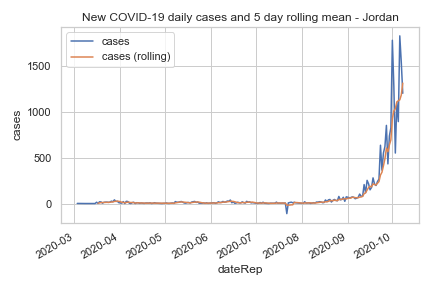 New COVID-19 daily cases and 5 day rolling mean - Jordan
cases
cases (rolling)
1500
1000
500
0
cases
2020-03
2020-04
2020-05
2020-06
2020-07
2020-08
2020-09
2020-10
dateRep